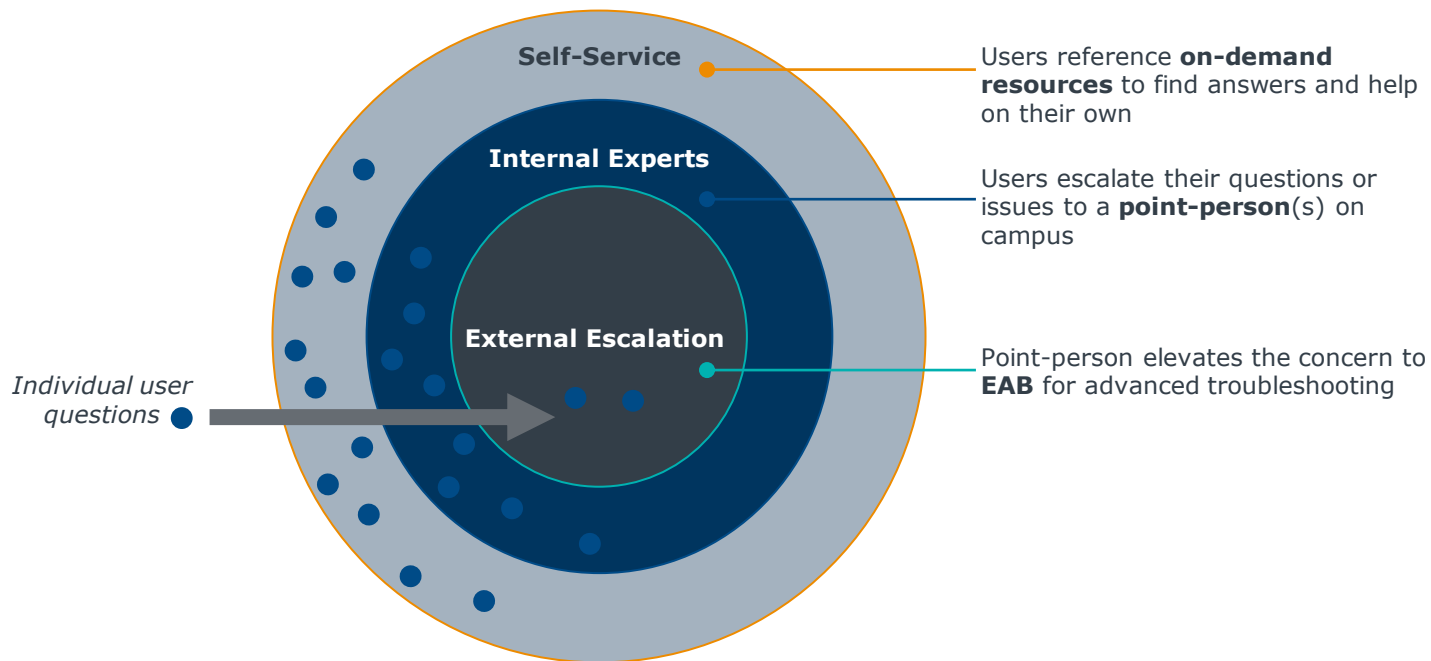 Self-Service
Users reference on-demand
resources to find answers and help
on their own
Internal Experts
Users escalate their questions or
issues to a point-person(s) on
campus
External Escalation
Point-person elevates the concern to
EAB for advanced troubleshooting
Individual user
questions